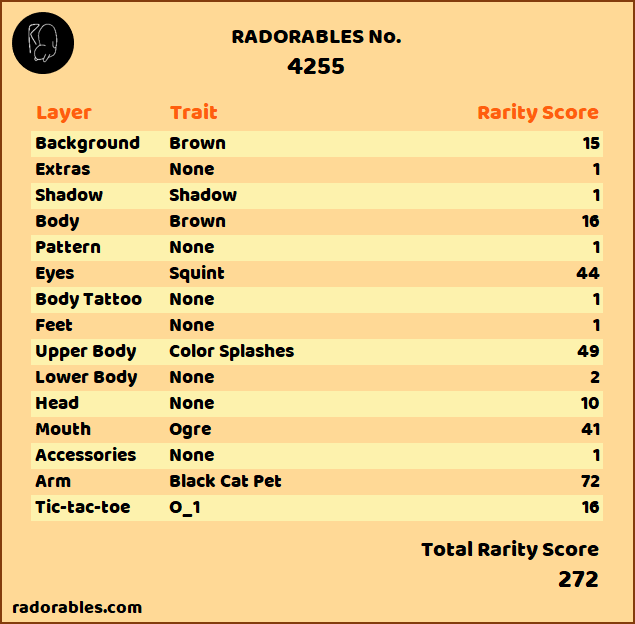 RADORABLES No.
4255
Layer Trait Rarity Score
Background Brown 15
Extras None 1
Shadow Shadow 1
Body Brown 16
Pattern None 1
Eyes Squint 44
Body Tattoo None 1
Feet None 1
Upper Body Color Splashes 49
Lower Body None 2
Head None 10
Mouth Ogre 41
Accessories None 1
Arm Black Cat Pet 72
Tic-tac-toe O_1 16
Total Rarity Score
272
radorables.com